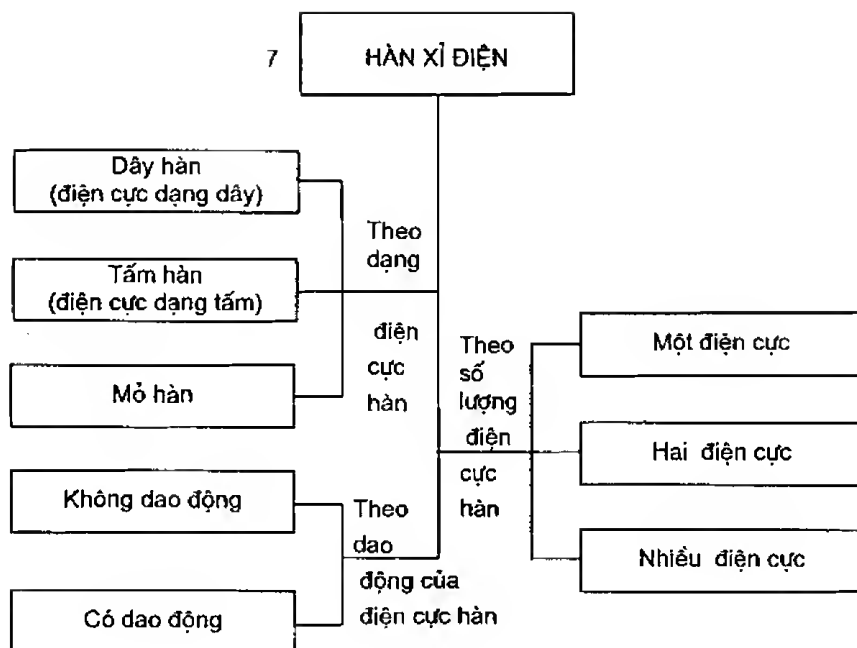 7
HÀN XỈ ĐIỆN
Dây hàn
(điện cực dạng dây)
Tấm hàn
(điện cực dạng tấm)
Mỏ hàn
Theo
dạng
điện
cực
hàn
Không dao động
Có dao động
Theo
dao
động của
điện cực hàn
Theo
số
lượng
điện
cực
hàn
Một điện cực
Hai điện cực
Nhiều điện cực